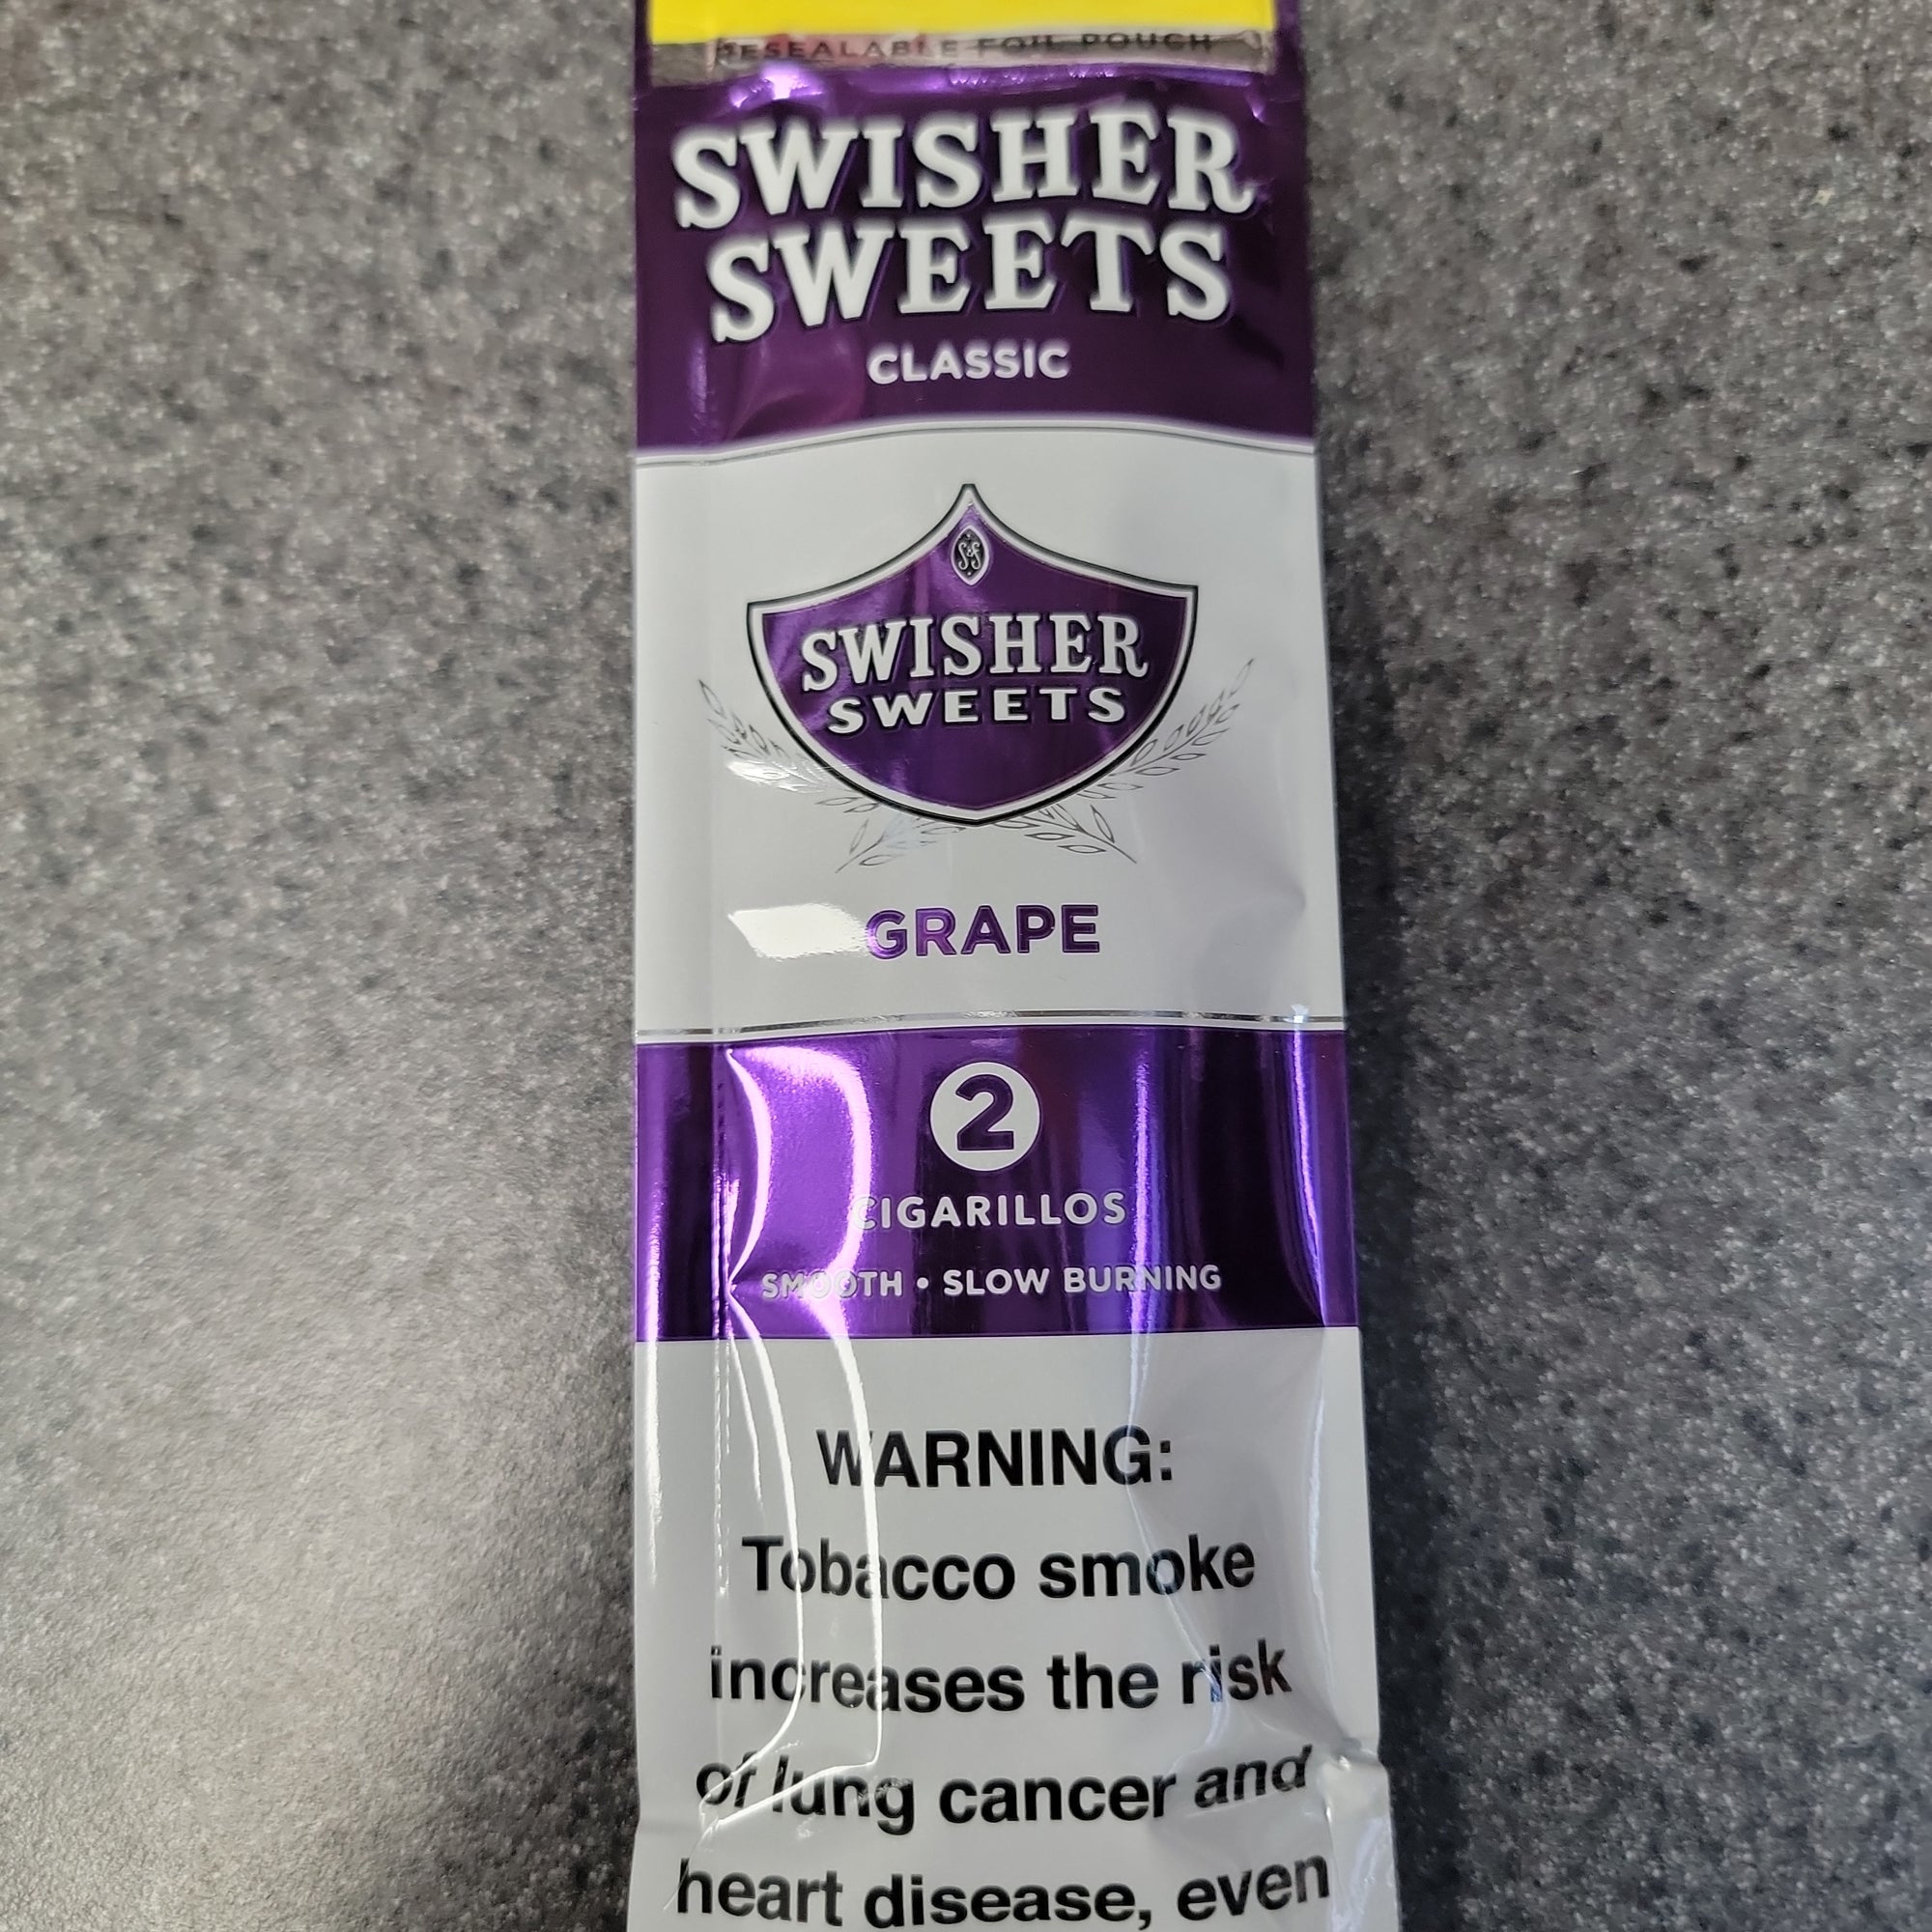 RESEALABLE FOIL POUCH
SWISHER
SWEETS
CLASSIC
S&S
SWISHER
SWEETS
GRAPE
2
CIGARILLOS
SMOOTH • SLOW BURNING
WARNING:
Tobacco smoke
increases the risk
of lung cancer and
heart disease, even